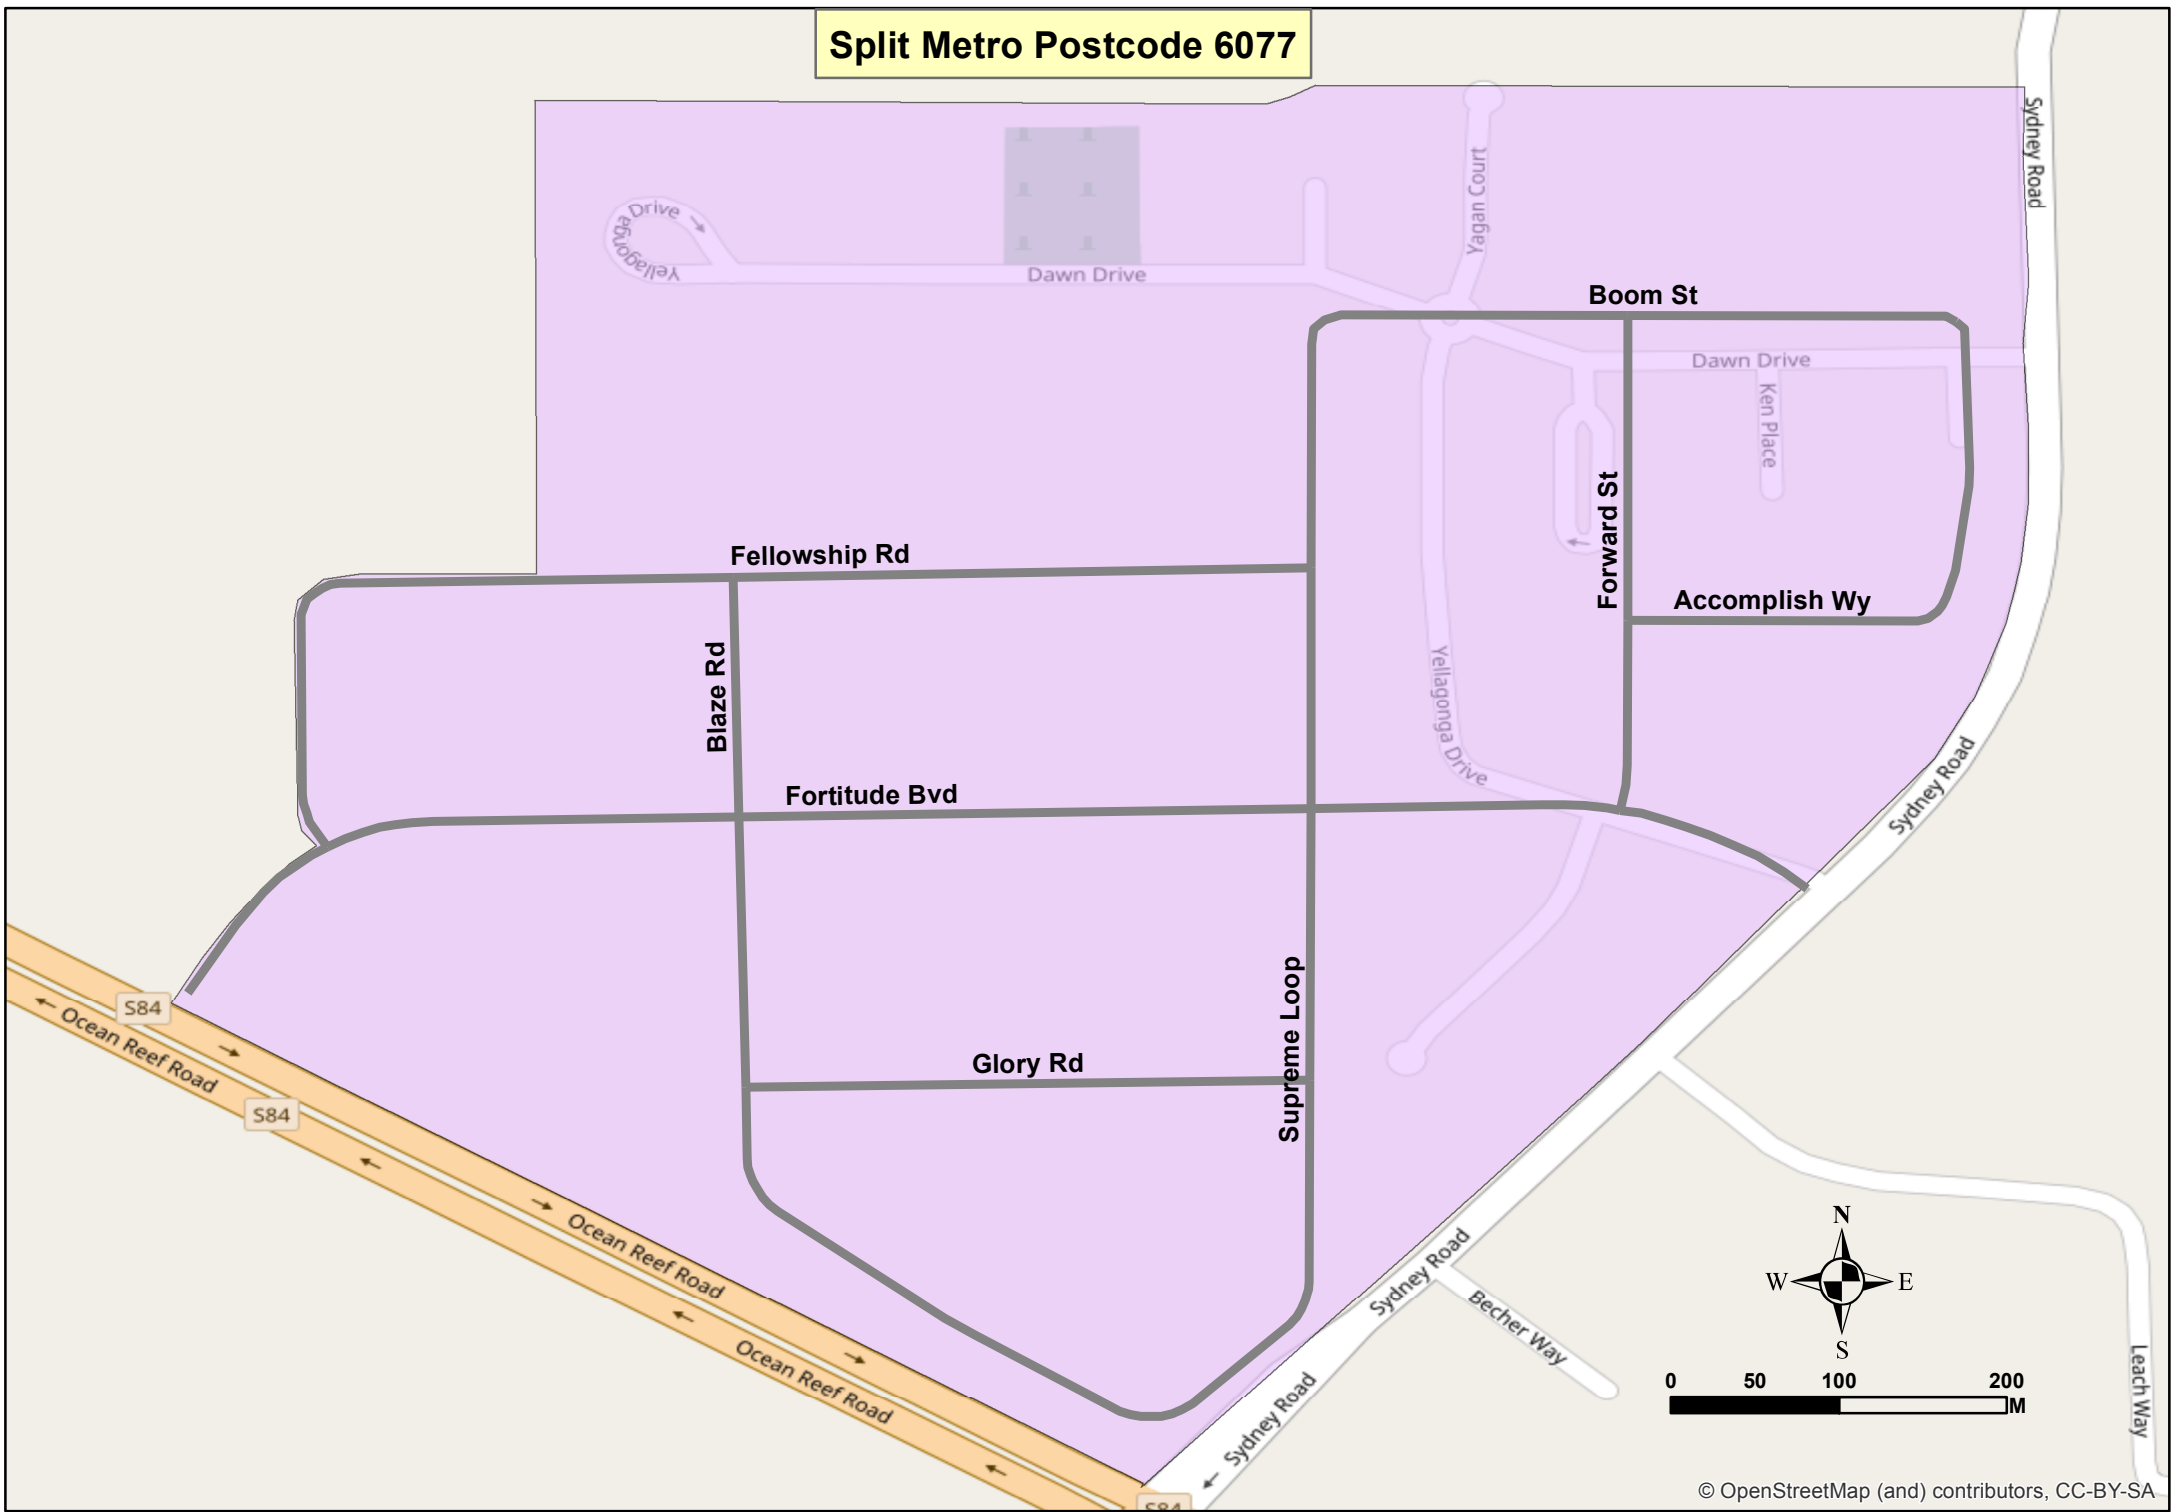 Split Metro Postcode 6077
Sydney Road
Yagan Court
Yellagonga Drive
Dawn Drive
Boom St
Dawn Drive
Ken Place
Forward St
Fellowship Rd
Accomplish Wy
Blaze Rd
Yellagonga Drive
Fortitude Bvd
Sydney Road
Supreme Loop
S84
Ocean Reef Road
Glory Rd
S84
Ocean Reef Road
Sydney Road
Becher Way
Ocean Reef Road
Sydney Road
Leach Way
N
W
E
S
0 50 100 200
M
S84
© OpenStreetMap (and) contributors, CC-BY-SA